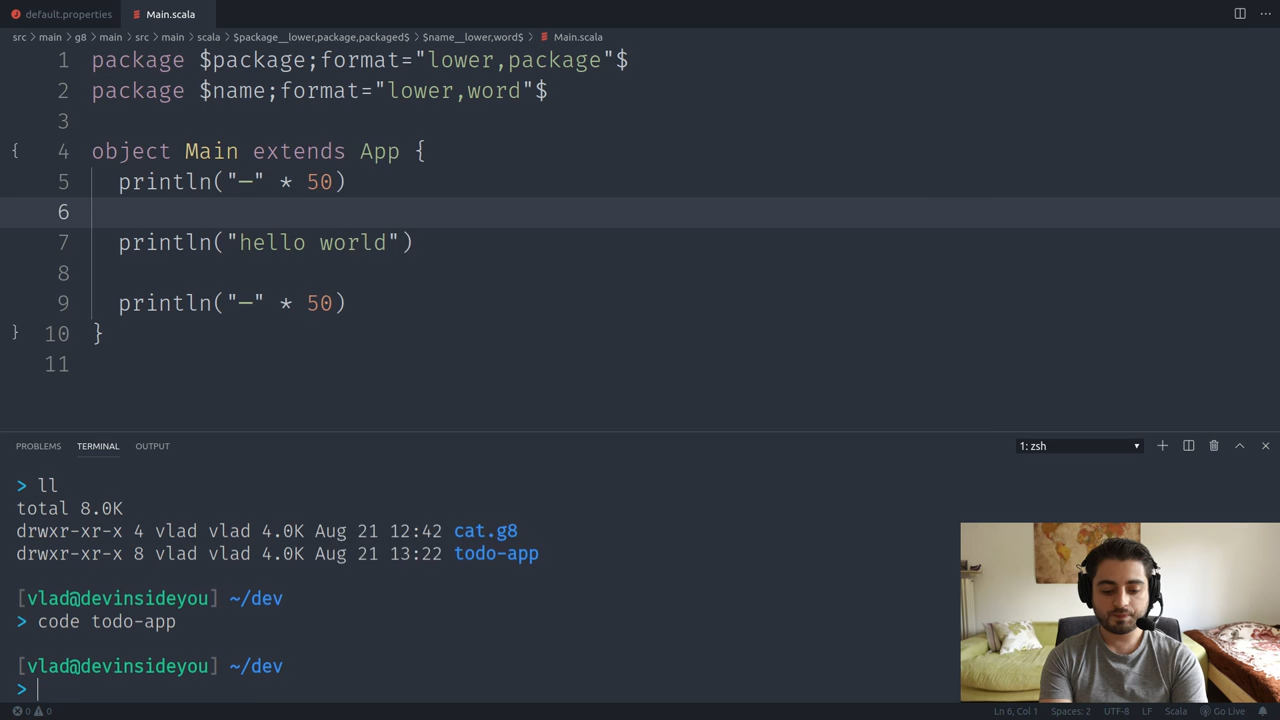 default.properties
Main.scala
src > main > g8 > main > src > main > scala > $package__lower,package,packaged$ > $name__lower,word$ > Main.scala
1 package $package;format="lower,package"$
2 package $name;format="lower,word"$
3
{ 4 object Main extends App {
5 println("—" * 50)
6
7 println("hello world")
8
9 println("—" * 50)
} 10 }
11
PROBLEMS TERMINAL OUTPUT 1: zsh
> ll
total 8.0K
drwxr-xr-x 4 vlad vlad 4.0K Aug 21 12:42 cat.g8
drwxr-xr-x 8 vlad vlad 4.0K Aug 21 13:22 todo-app
[vlad@devinsideyou] ~/dev
> code todo-app
[vlad@devinsideyou] ~/dev
>
0 0 Ln 6, Col 1 Spaces: 2 UTF-8 LF Scala Go Live